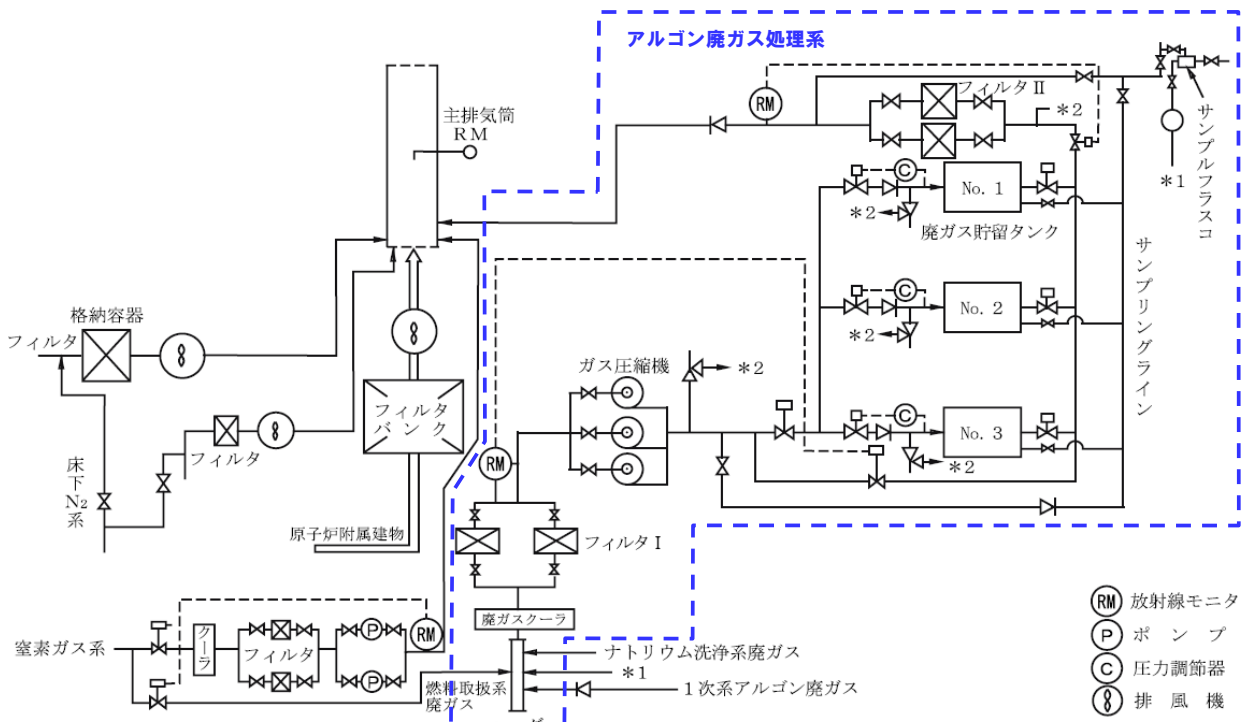 アルゴン廃ガス処理系
主排気筒
RM
RM
フィルタⅡ
*2
サンプルフラスコ
*1
C
No. 1
*2
廃ガス貯留タンク
サンプリングライン
C
No. 2
*2
C
No. 3
*2
格納容器
フィルタ
フィルタ
バンク
フィルタ
床下N2系
原子炉附属建物
ガス圧縮機
*2
RM
フィルタⅠ
廃ガスクーラ
ナトリウム洗浄系廃ガス
*1
1次系アルゴン廃ガス
窒素ガス系
クーラ
フィルタ
P
P
RM
燃料取扱系
廃ガス
RM 放射線モニタ
P ポンプ
C 圧力調節器
排風機